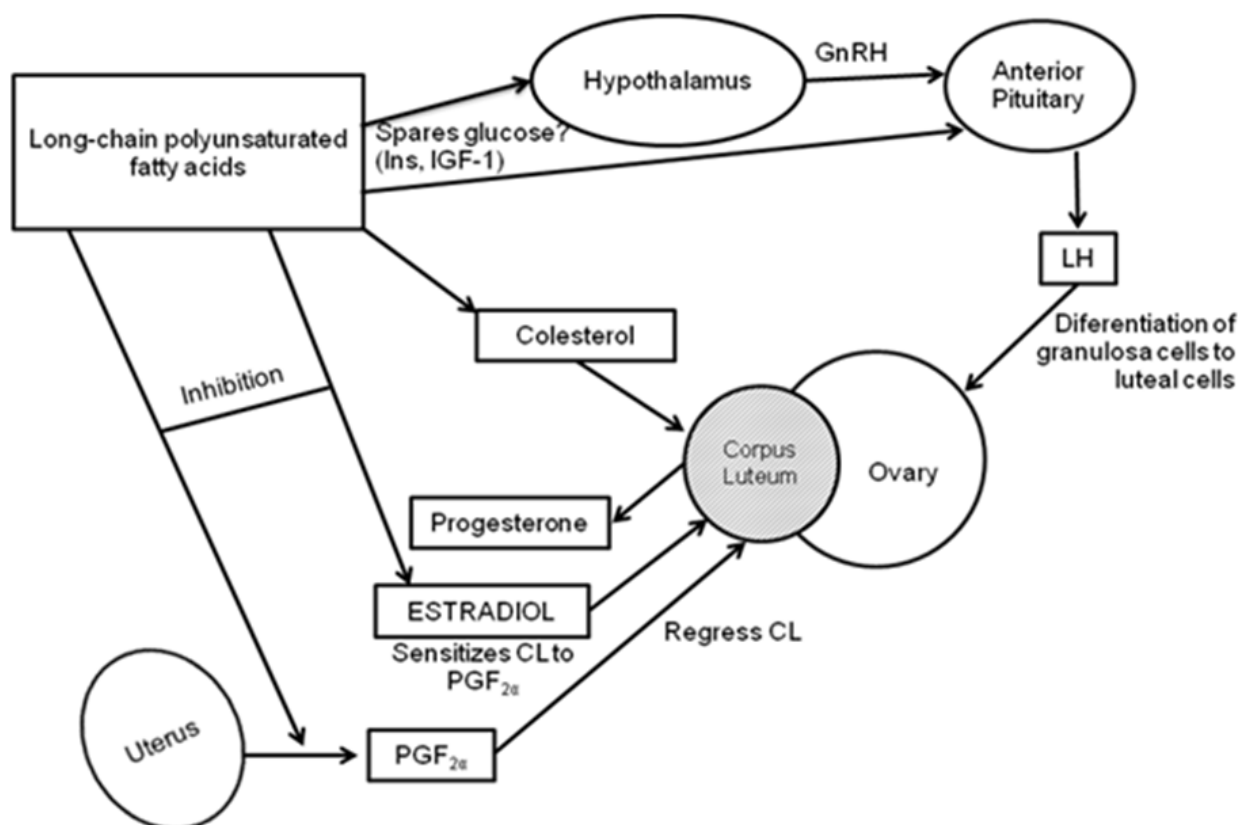 GnRH
Hypothalamus
Anterior
Pituitary
Long-chain polyunsaturated
fatty acids
Spares glucose?
(Ins, IGF-1)
LH
Diferentiation of
granulosa cells to
luteal cells
Colesterol
Inhibition
Corpus
Luteum
Ovary
Progesterone
ESTRADIOL
Sensitizes CL to
PGF2α
Regress CL
Uterus
PGF2α